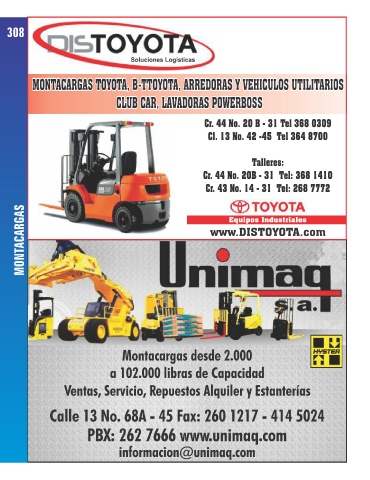 308
DISTOYOTA
Soluciones Logísticas
MONTACARGAS TOYOTA, B-TTOYOTA, ARREDORAS Y VEHICULOS UTILITARIOS
CLUB CAR, LAVADORAS POWERBOSS
Cr. 44 No. 20 B - 31 Tel 368 0309
Cl. 13 No. 42 -45 Tel 364 8700
Talleres:
Cr. 44 No. 20B - 31 Tel: 368 1410
Cr. 43 No. 14 - 31 Tel: 268 7772
TOYOTA
Equipos Industriales
www.DISTOYOTA.com
MONTACARGAS
Unimaq
s.a.
HYSTER
Montacargas desde 2.000
a 102.000 libras de Capacidad
Ventas, Servicio, Repuestos Alquiler y Estanterías
Calle 13 No. 68A - 45 Fax: 260 1217 - 414 5024
PBX: 262 7666 www.unimaq.com
informacion@unimaq.com